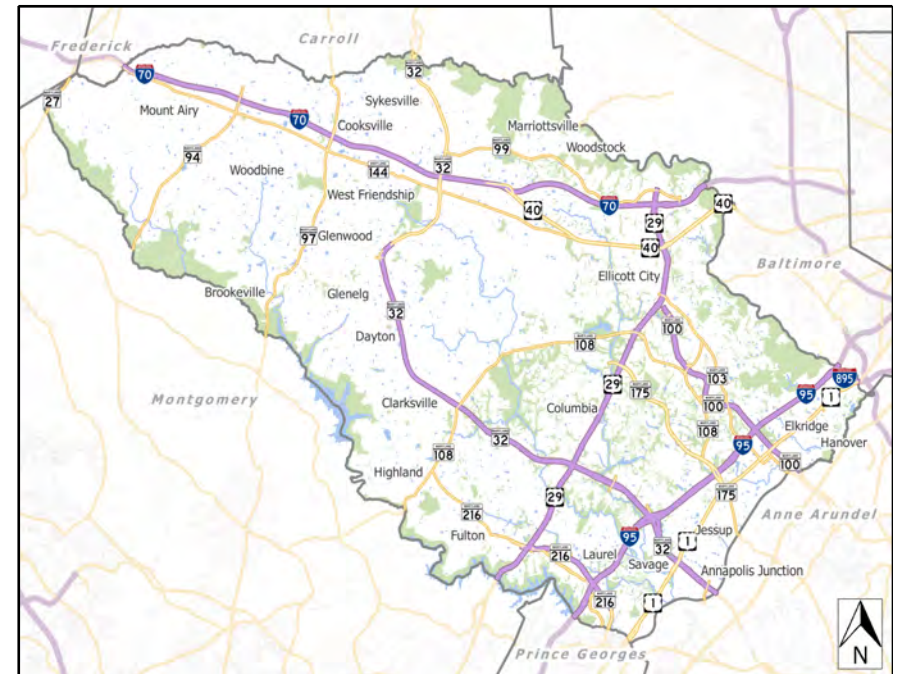 Frederick
Carroll
70
32
27
Mount Airy
Sykesville
70
Cooksville
Marriottsville
99
Woodstock
94
144
32
Woodbine
West Friendship
40
70
40
29
97
Glenwood
40
Baltimore
Ellicott City
Brookeville
Glenelg
32
100
Dayton
108
103
895
Montgomery
29
175
95
1
Clarksville
Columbia
100
Elkridge
108
32
108
95
Hanover
100
Highland
29
175
216
Anne Arundel
Fulton
95
Jessup
1
216
Laurel
32
Savage
Annapolis Junction
216
1
Prince Georges
N